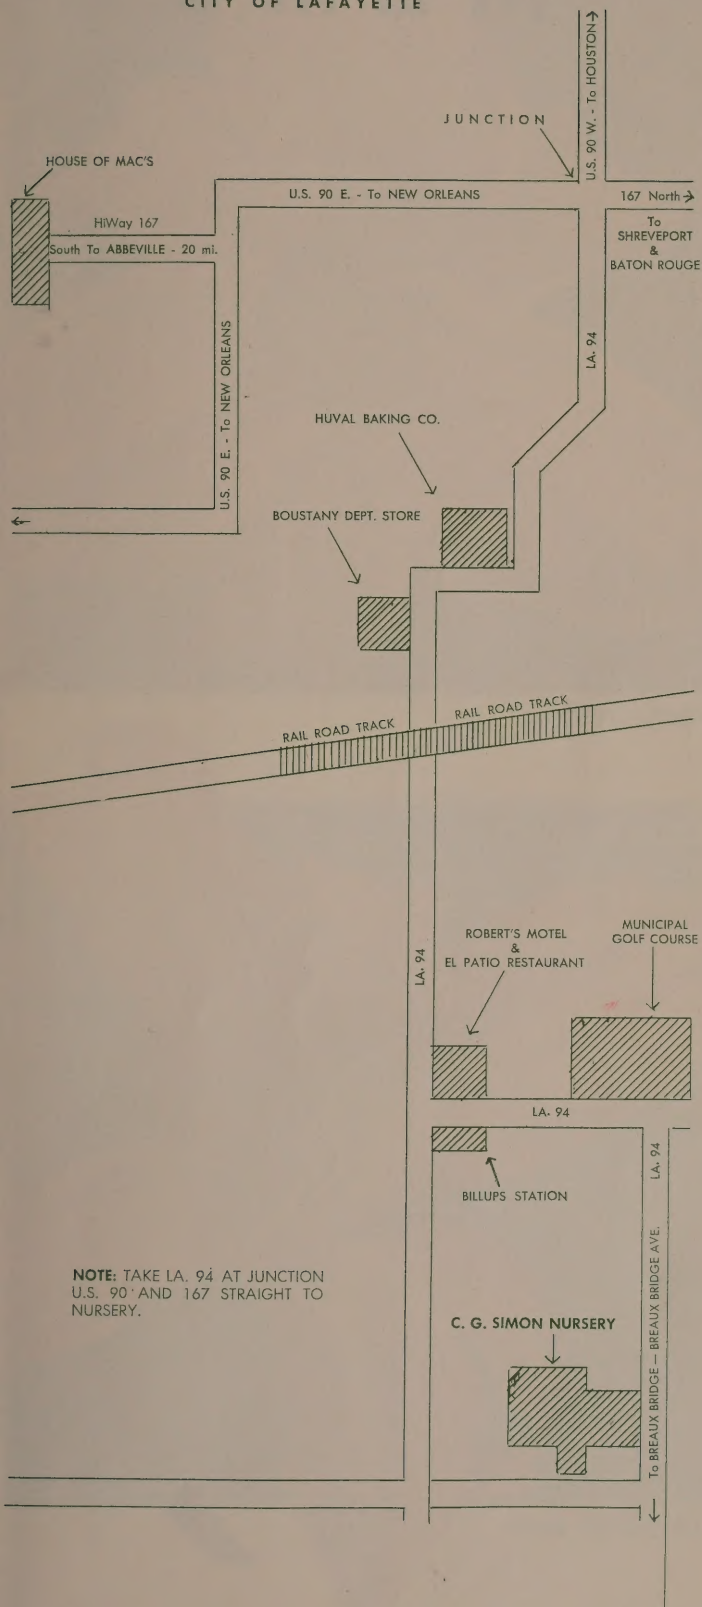 CITY OF LAFAYETTE
U.S. 90 W. - To HOUSTON →
JUNCTION
HOUSE OF MAC'S
U.S. 90 E. - To NEW ORLEANS
167 North →
To
SHREVEPORT
&
BATON ROUGE
HiWay 167
South To ABBEVILLE - 20 mi.
LA. 94
U.S. 90 E. - To NEW ORLEANS
HUVAL BAKING CO.
BOUSTANY DEPT. STORE
RAIL ROAD TRACK
RAIL ROAD TRACK
LA. 94
ROBERT'S MOTEL
&
EL PATIO RESTAURANT
MUNICIPAL
GOLF COURSE
LA. 94
LA. 94
BILLUPS STATION
NOTE: TAKE LA. 94 AT JUNCTION
U.S. 90 AND 167 STRAIGHT TO
NURSERY.
C. G. SIMON NURSERY
To BREAUX BRIDGE — BREAUX BRIDGE AVE.